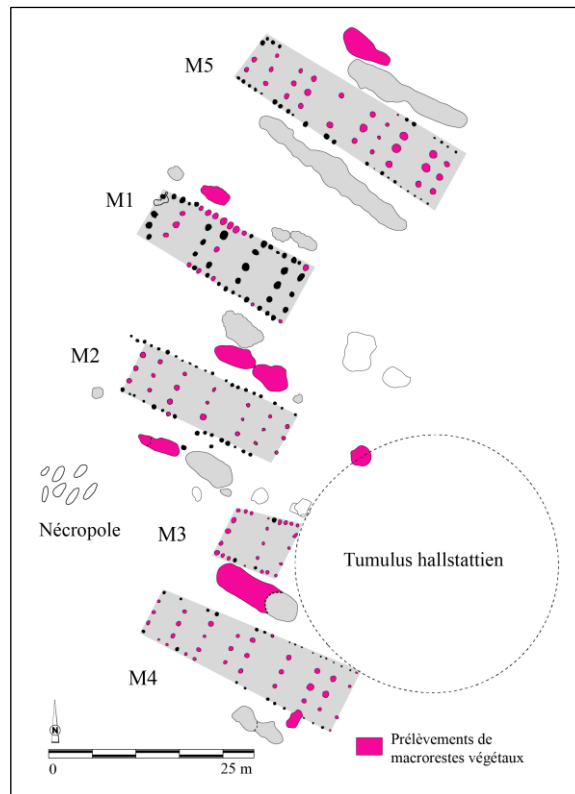 M5
M1
M2
Nécropole
M3
Tumulus hallstattien
M4
N
0 25 m
Prélèvements de
macrorestes végétaux